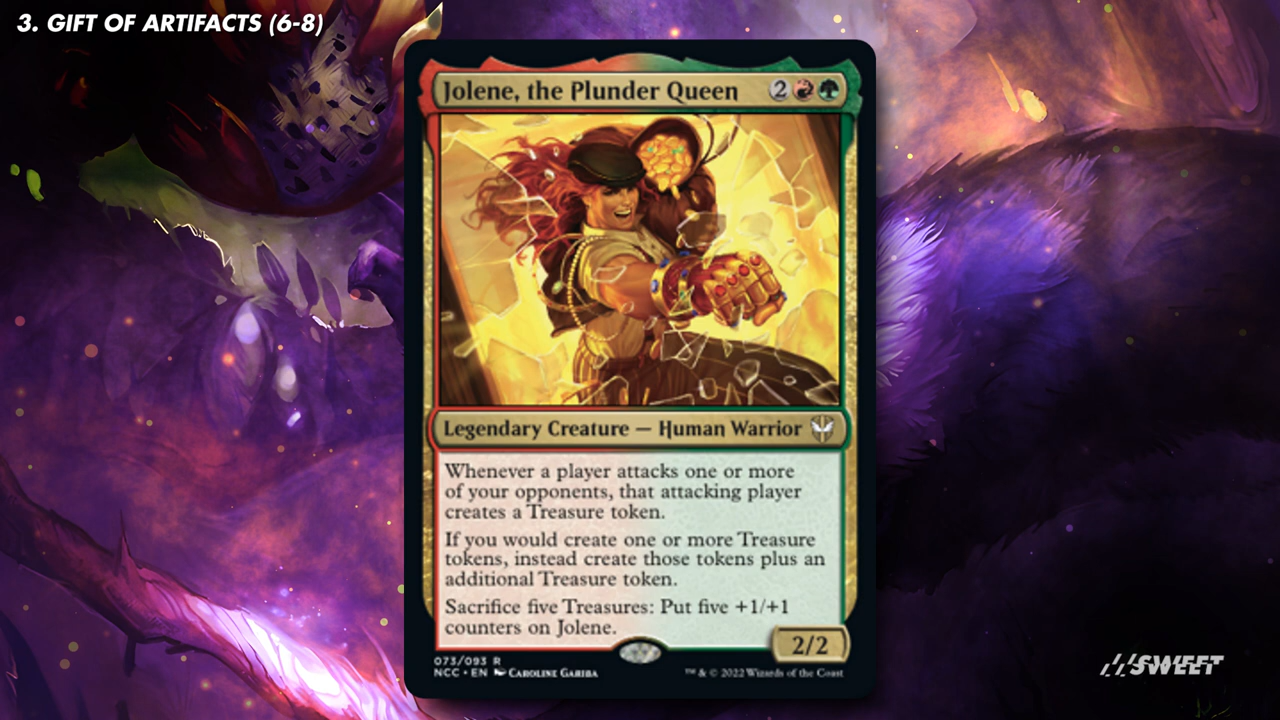 3. GIFT OF ARTIFACTS (6-8)
Jolene, the Plunder Queen 2
Legendary Creature — Human Warrior
Whenever a player attacks one or more
of your opponents, that attacking player
creates a Treasure token.
If you would create one or more Treasure
tokens, instead create those tokens plus an
additional Treasure token.
Sacrifice five Treasures: Put five +1/+1
counters on Jolene.
2/2
073/093 R
NCC • EN CAROLINE GARIBA
™ & © 2022 Wizards of the Coast
//SWEET